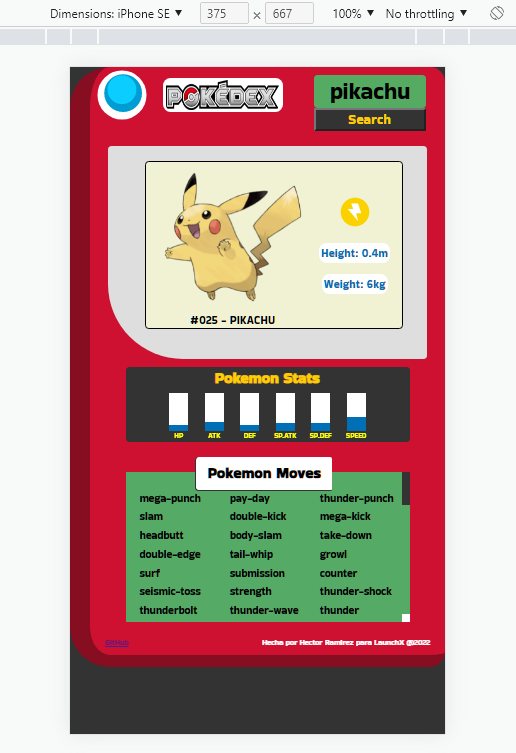 Dimensions: iPhone SE ▼ 375 × 667 100% ▼ No throttling ▼
POKÉDEX
pikachu
Search
Height: 0.4m
Weight: 6kg
#025 - PIKACHU
Pokemon Stats
HP ATK DEF SP.ATK SP.DEF SPEED
Pokemon Moves
mega-punch pay-day thunder-punch
slam double-kick mega-kick
headbutt body-slam take-down
double-edge tail-whip growl
surf submission counter
seismic-toss strength thunder-shock
thunderbolt thunder-wave thunder
GitHub Hecha por Hector Ramirez para LaunchX @2022